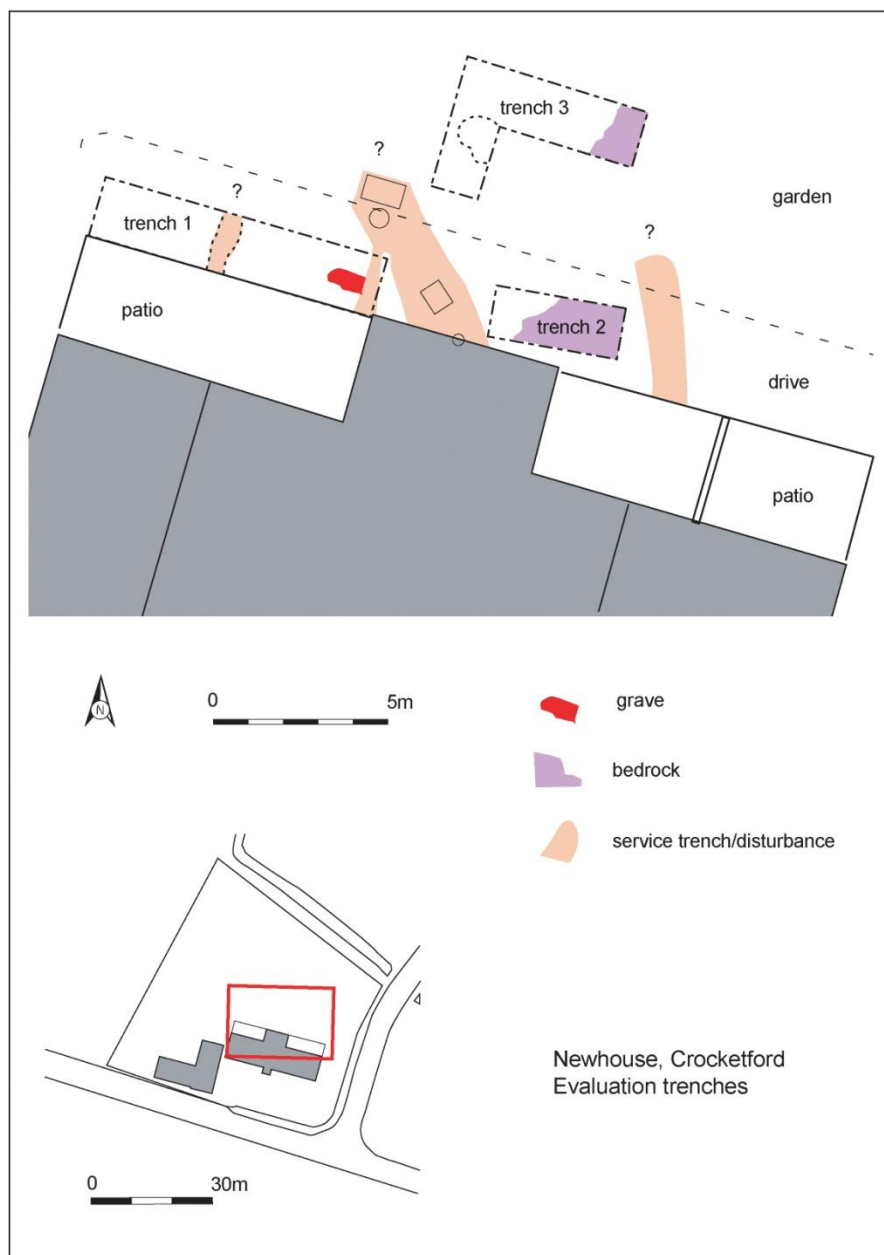 trench 3
?
garden
?
trench 1
?
patio
trench 2
drive
patio
N
0 5m
grave
bedrock
service trench/disturbance
Newhouse, Crocketford
Evaluation trenches
0 30m